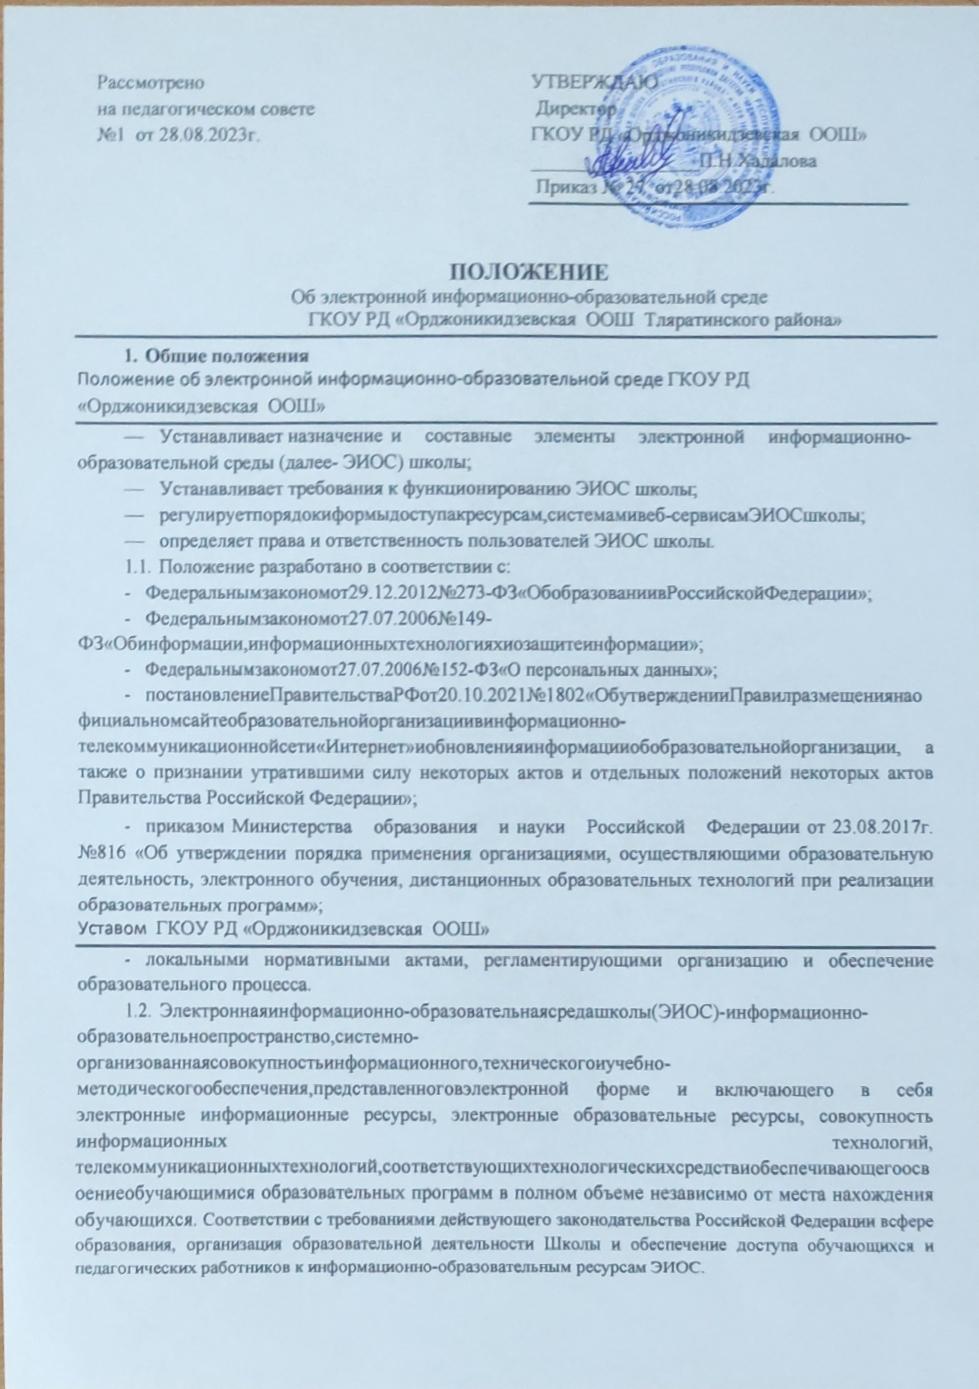 Рассмотрено
на педагогическом совете
№1 от 28.08.2023г.
УТВЕРЖДАЮ
Директор
ГКОУ РД «Орджоникидзевская ООШ»
П.Н.Хадалова
Приказ № 27 от28.08.2023г.
ПОЛОЖЕНИЕ
Об электронной информационно-образовательной среде
ГКОУ РД «Орджоникидзевская ООШ Тляратинского района»
1. Общие положения
Положение об электронной информационно-образовательной среде ГКОУ РД
«Орджоникидзевская ООШ»
— Устанавливает назначение и составные элементы электронной информационно-
образовательной среды (далее- ЭИОС) школы;
— Устанавливает требования к функционированию ЭИОС школы;
— регулируетпорядокиформыдоступакресурсам,системамивеб-сервисамЭИОСшколы;
— определяет права и ответственность пользователей ЭИОС школы.
1.1. Положение разработано в соответствии с:
- Федеральнымзакономот29.12.2012№273-ФЗ«ОбобразованиивРоссийскойФедерации»;
- Федеральнымзакономот27.07.2006№149-
ФЗ«Обинформации,информационныхтехнологияхиозащитеинформации»;
- Федеральнымзакономот27.07.2006№152-ФЗ«О персональных данных»;
- постановлениеПравительстваРФот20.10.2021№1802«ОбутвержденииПравилразмещениянао
фициальномсайтеобразовательнойорганизациивинформационно-
телекоммуникационнойсети«Интернет»иобновленияинформацииобобразовательнойорганизации, а
также о признании утратившими силу некоторых актов и отдельных положений некоторых актов
Правительства Российской Федерации»;
- приказом Министерства образования и науки Российской Федерации от 23.08.2017г.
№816 «Об утверждении порядка применения организациями, осуществляющими образовательную
деятельность, электронного обучения, дистанционных образовательных технологий при реализации
образовательных программ»;
Уставом ГКОУ РД «Орджоникидзевская ООШ»
- локальными нормативными актами, регламентирующими организацию и обеспечение
образовательного процесса.
1.2. Электроннаяинформационно-образовательнаясредашколы(ЭИОС)-информационно-
образовательноепространство,системно-
организованнаясовокупностьинформационного,техническогоиучебно-
методическогообеспечения,представленноговэлектронной форме и включающего в себя
электронные информационные ресурсы, электронные образовательные ресурсы, совокупность
информационных технологий,
телекоммуникационныхтехнологий,соответствующихтехнологическихсредствиобеспечивающегоосв
оениеобучающимися образовательных программ в полном объеме независимо от места нахождения
обучающихся. Соответствии с требованиями действующего законодательства Российской Федерации всфере
образования, организация образовательной деятельности Школы и обеспечение доступа обучающихся и
педагогических работников к информационно-образовательным ресурсам ЭИОС.